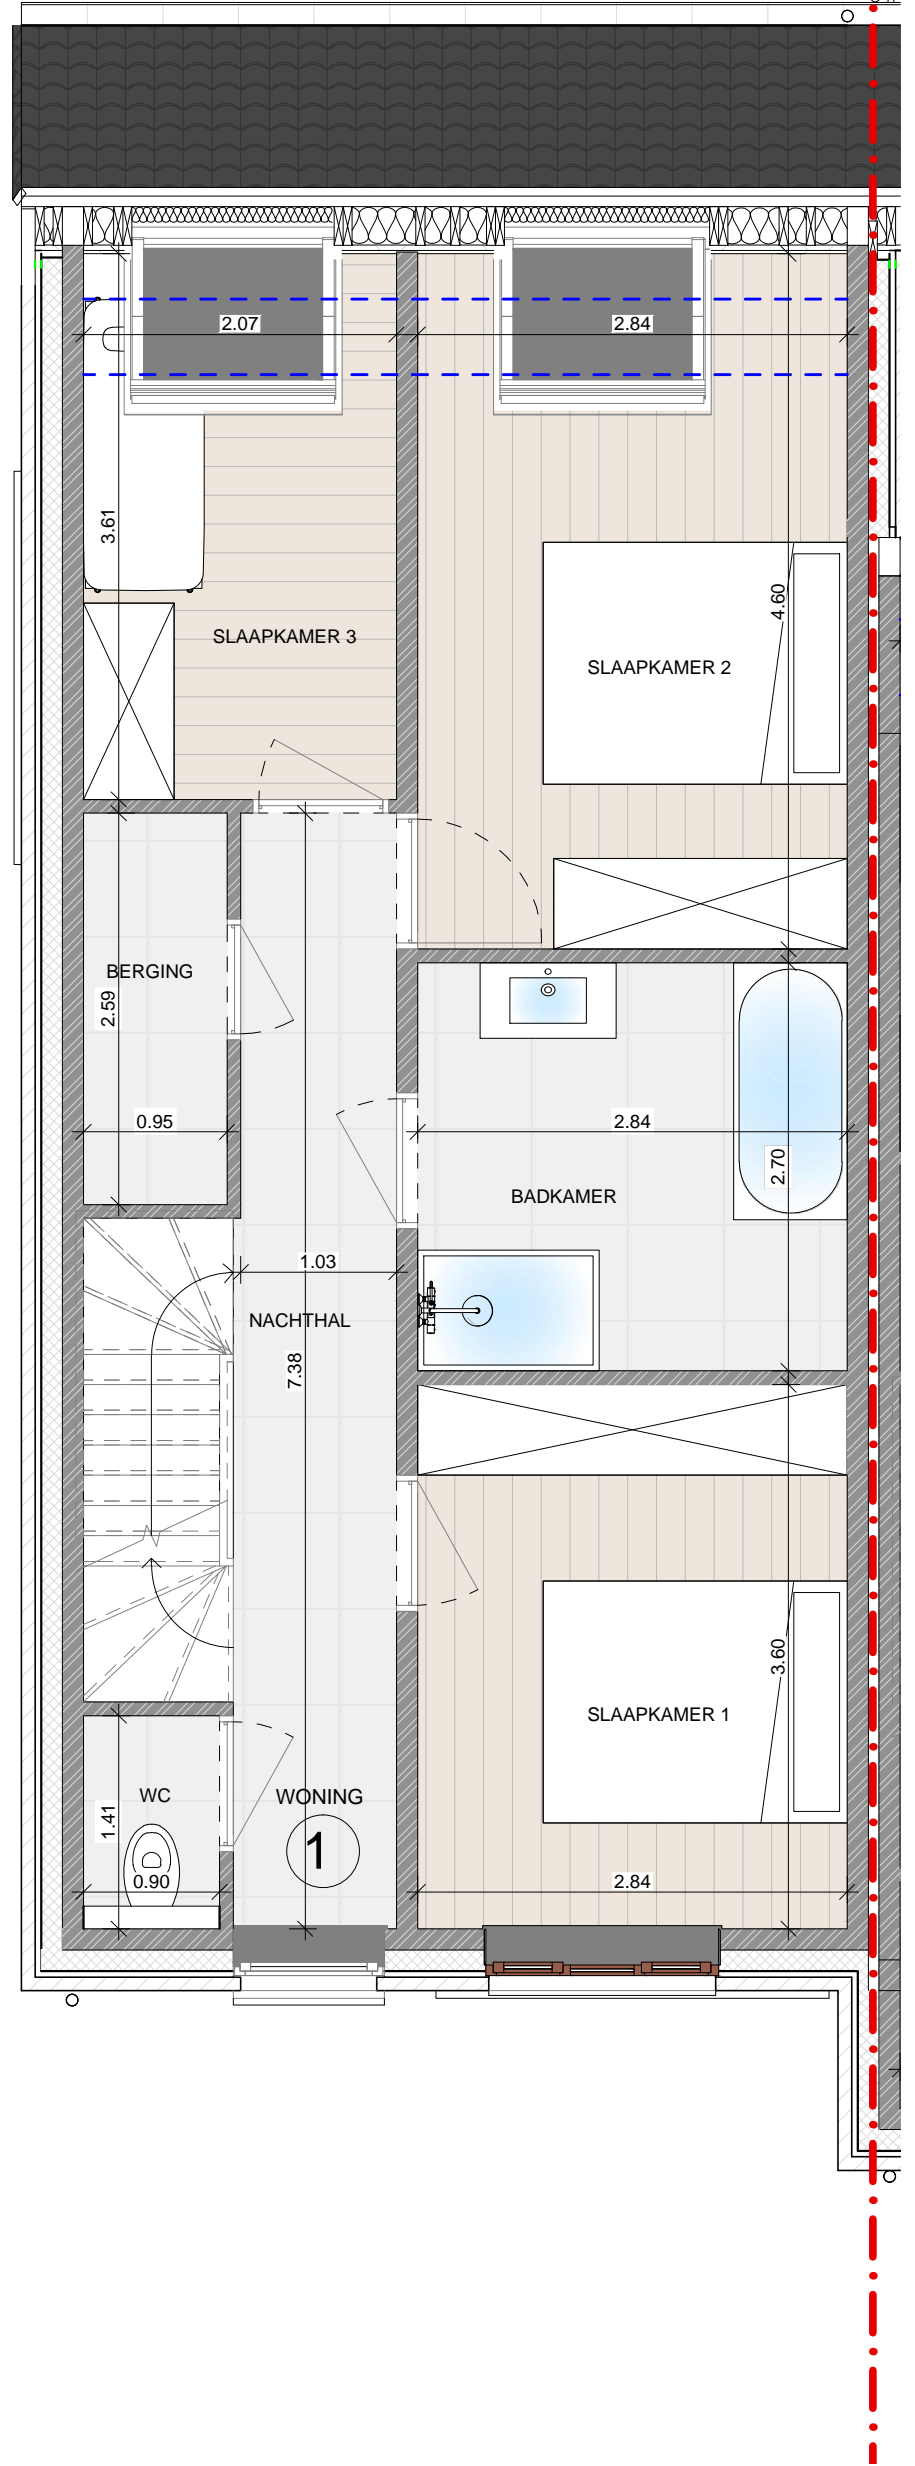 2.07
2.84
3.61
4.60
SLAAPKAMER 3
SLAAPKAMER 2
BERGING
2.59
0.95
2.84
2.70
BADKAMER
1.03
NACHTHAL
7.38
3.60
SLAAPKAMER 1
WC
WONING
1.41
1
0.90
2.84